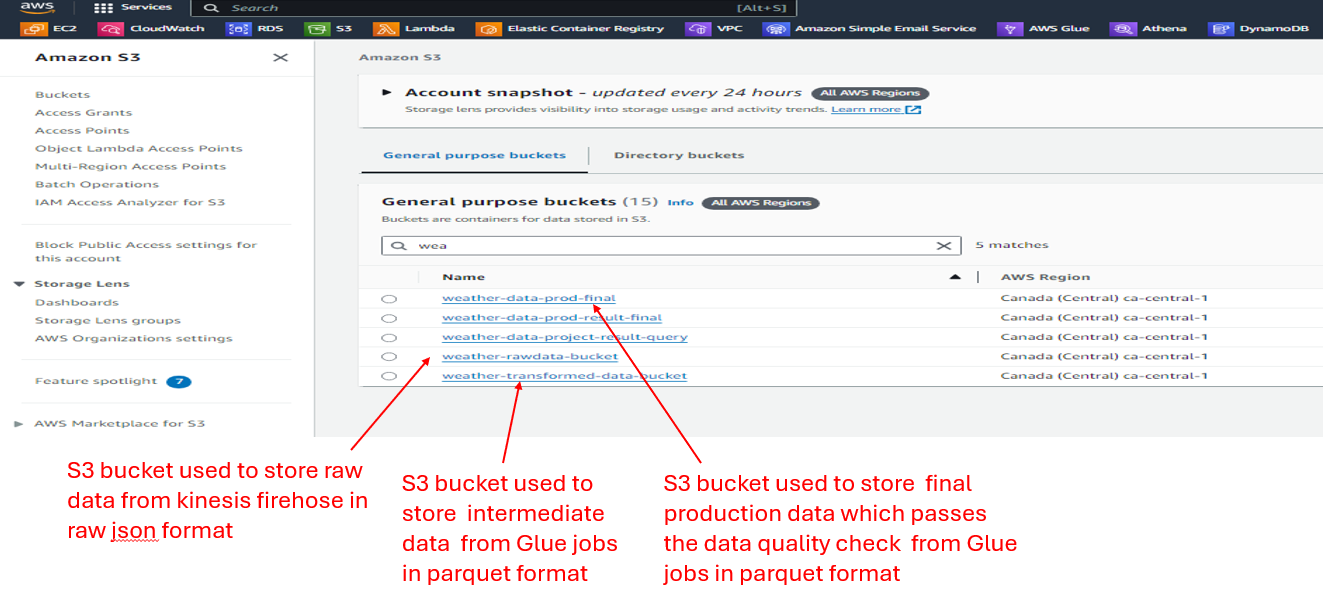 aws
Services
Search
[Alt+S]
EC2
CloudWatch
RDS
S3
Lambda
Elastic Container Registry
VPC
Amazon Simple Email Service
AWS Glue
Athena
DynamoDB
Amazon S3
Buckets
Access Grants
Access Points
Object Lambda Access Points
Multi-Region Access Points
Batch Operations
IAM Access Analyzer for S3
Block Public Access settings for
this account
Storage Lens
Dashboards
Storage Lens groups
AWS Organizations settings
Feature spotlight 7
AWS Marketplace for S3
Amazon S3
Account snapshot - updated every 24 hours All AWS Regions
Storage lens provides visibility into storage usage and activity trends. Learn more
General purpose buckets
Directory buckets
General purpose buckets (15) Info All AWS Regions
Buckets are containers for data stored in S3.
wea
5 matches
Name
AWS Region
weather-data-prod-final
Canada (Central) ca-central-1
weather-data-prod-result-final
Canada (Central) ca-central-1
weather-data-project-result-query
Canada (Central) ca-central-1
weather-rawdata-bucket
Canada (Central) ca-central-1
weather-transformed-data-bucket
Canada (Central) ca-central-1
S3 bucket used to store raw
data from kinesis firehose in
raw json format
S3 bucket used to
store intermediate
data from Glue jobs
in parquet format
S3 bucket used to store final
production data which passes
the data quality check from Glue
jobs in parquet format